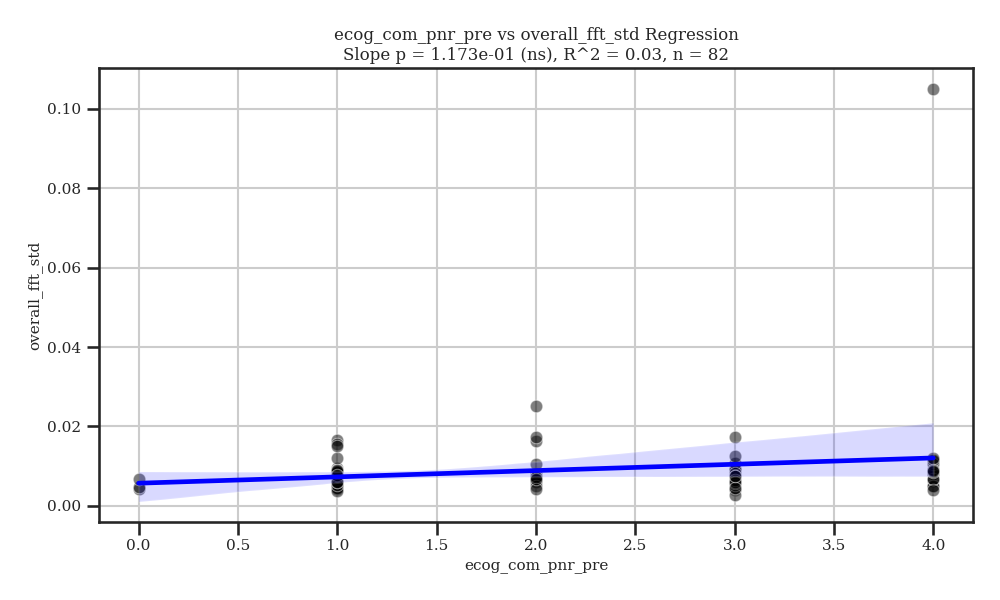 ecog_com_pnr_pre vs overall_fft_std Regression
Slope p = 1.173e-01 (ns), R^2 = 0.03, n = 82
overall_fft_std
0.10
0.08
0.06
0.04
0.02
0.00
0.0 0.5 1.0 1.5 2.0 2.5 3.0 3.5 4.0
ecog_com_pnr_pre